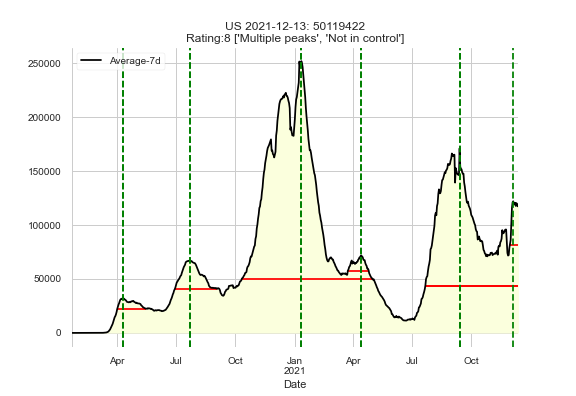 US 2021-12-13: 50119422
Rating:8 ['Multiple peaks', 'Not in control']
Average-7d
250000
200000
150000
100000
50000
0
Apr Jul Oct Jan Apr Jul Oct
2021
Date